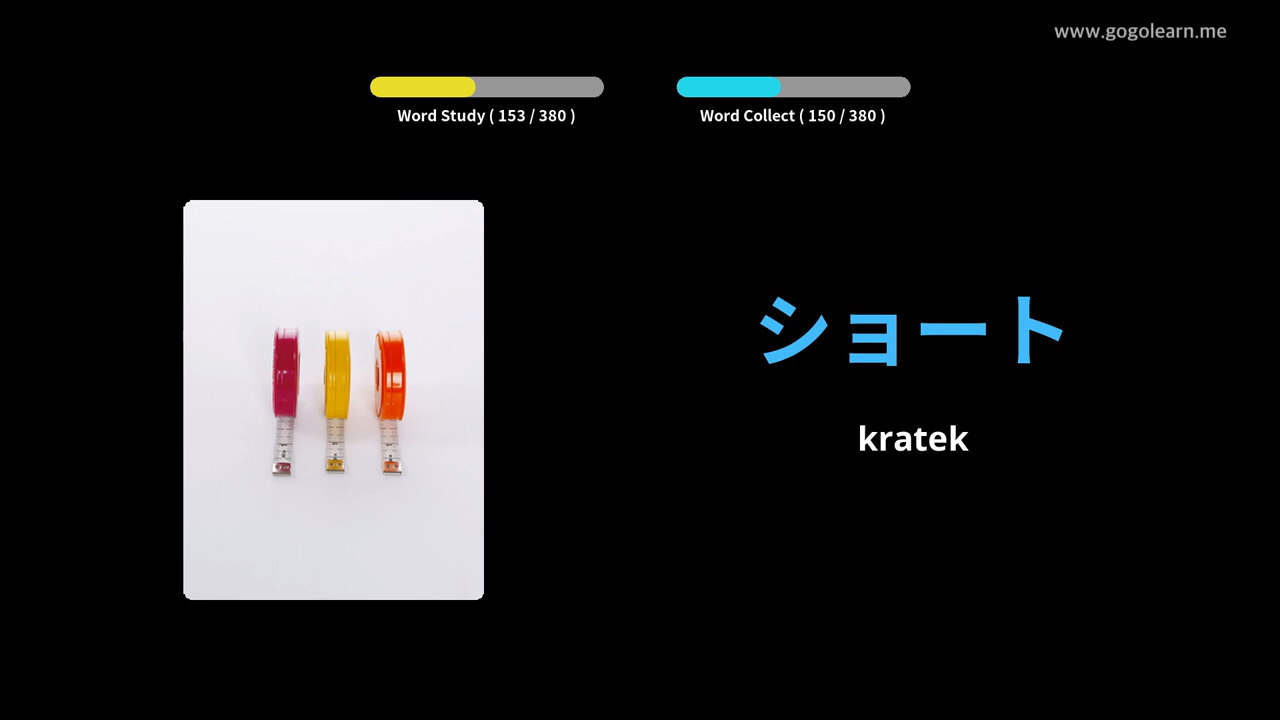 www.gogolearn.me
Word Study ( 153 / 380 )
Word Collect ( 150 / 380 )
ショート
kratek